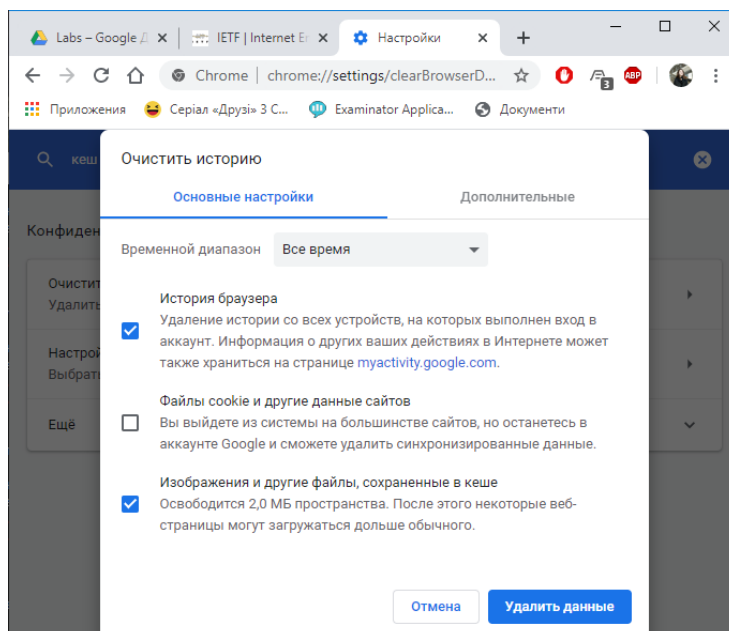 Labs – Google Д
IETF | Internet En
Настройки
Chrome | chrome://settings/clearBrowserD...
3
ABP
Приложения
Серіал «Друзі» 3 С...
Examinator Applica...
Документи
кеш
Очистить историю
Основные настройки
Дополнительные
Конфиден
Временной диапазон
Все время
Очистит
Удалить
История браузера
Удаление истории со всех устройств, на которых выполнен вход в
аккаунт. Информация о других ваших действиях в Интернете может
также храниться на странице myactivity.google.com.
Настрой
Выбрать
Файлы cookie и другие данные сайтов
Вы выйдете из системы на большинстве сайтов, но останетесь в
аккаунте Google и сможете удалить синхронизированные данные.
Ещё
Изображения и другие файлы, сохраненные в кеше
Освободится 2,0 МБ пространства. После этого некоторые веб-
страницы могут загружаться дольше обычного.
Отмена
Удалить данные